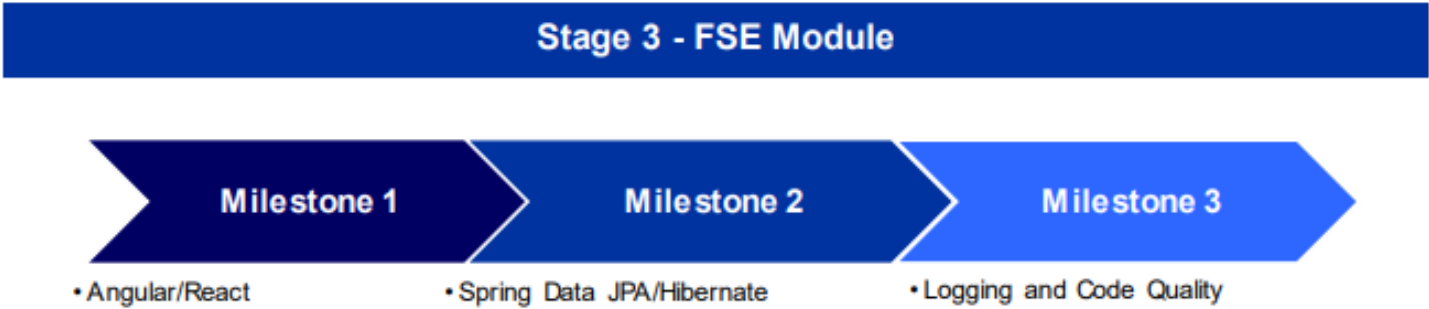 Stage 3 - FSE Module
Milestone 1
Milestone 2
Milestone 3
• Angular/React
• Spring Data JPA/Hibernate
• Logging and Code Quality